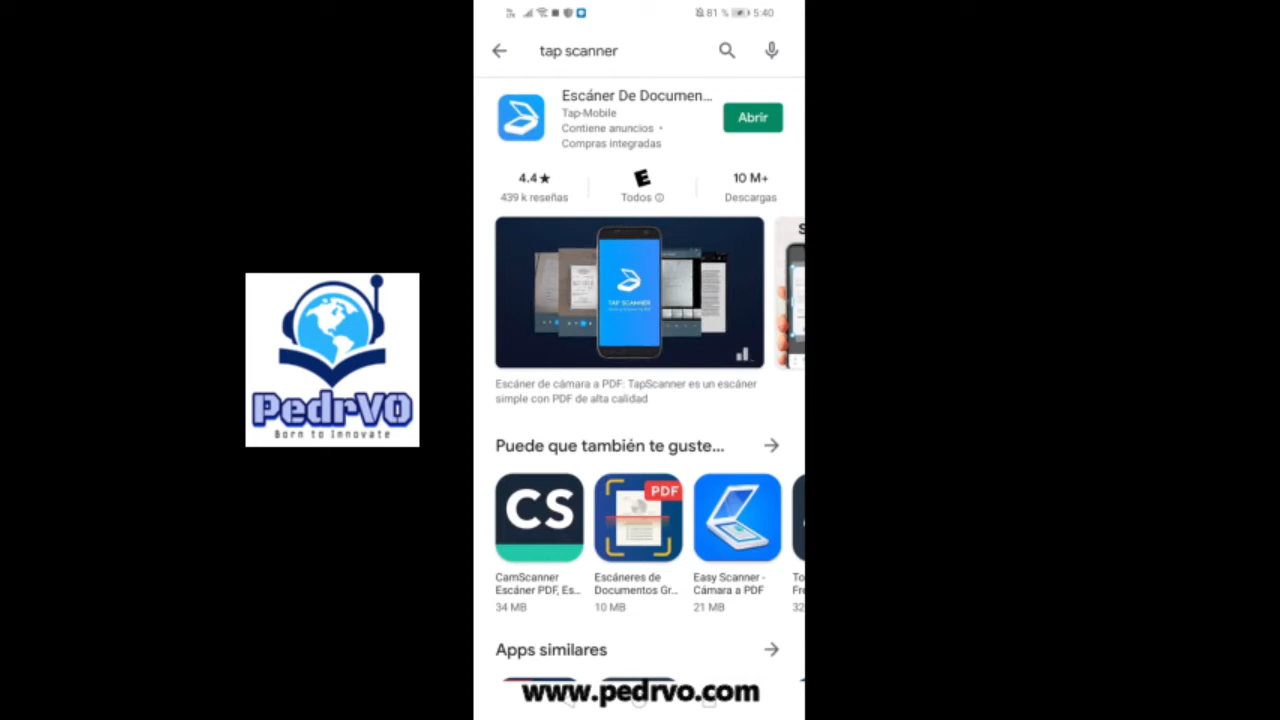 81 % 5:40
tap scanner
Escáner De Documen...
Tap-Mobile
Contiene anuncios •
Compras integradas
Abrir
4.4★
439 k reseñas
E
Todos
10 M+
Descargas
TAP SCANNER
Escáner de cámara a PDF: TapScanner es un escáner
simple con PDF de alta calidad
PedrVO
Born to Innovate
Puede que también te guste...
CS
PDF
CamScanner
Escáner PDF, Es...
34 MB
Escáneres de
Documentos Gr...
10 MB
Easy Scanner -
Cámara a PDF
21 MB
To
Fre
32
Apps similares
www.pedrvo.com